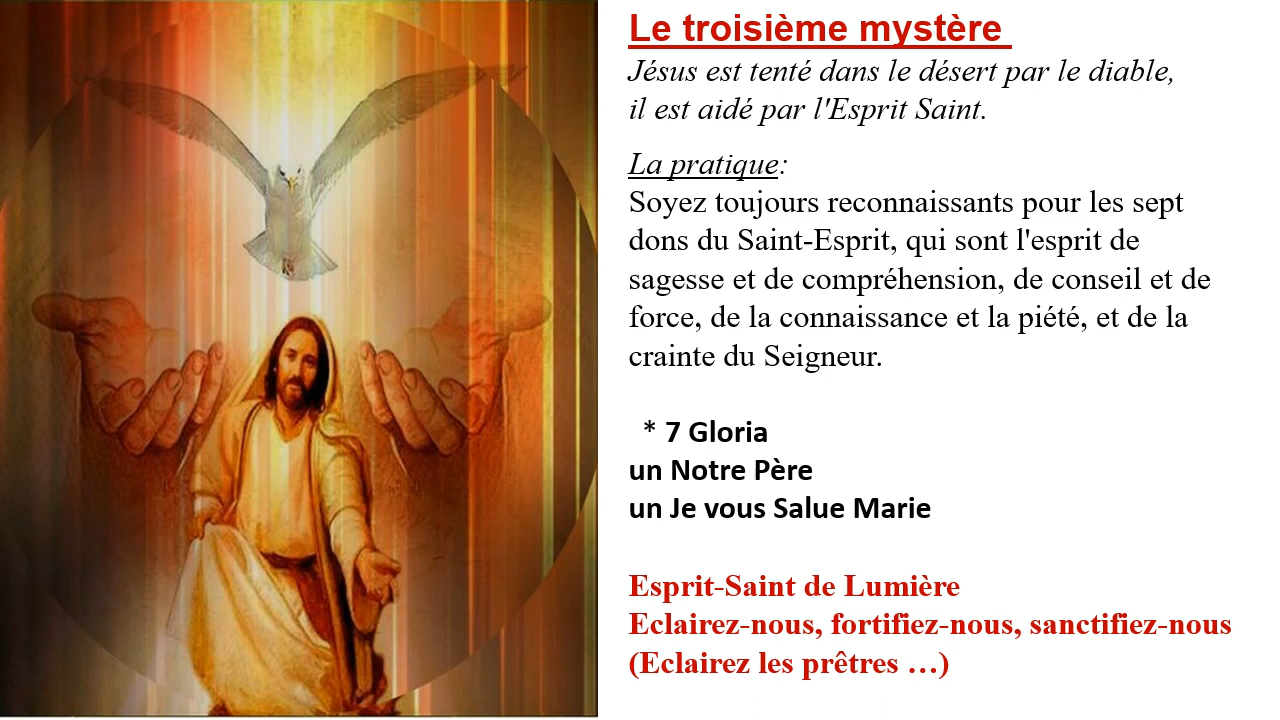 Le troisième mystère
Jésus est tenté dans le désert par le diable,
il est aidé par l'Esprit Saint.
La pratique:
Soyez toujours reconnaissants pour les sept
dons du Saint-Esprit, qui sont l'esprit de
sagesse et de compréhension, de conseil et de
force, de la connaissance et la piété, et de la
crainte du Seigneur.
* 7 Gloria
un Notre Père
un Je vous Salue Marie
Esprit-Saint de Lumière
Eclairez-nous, fortifiez-nous, sanctifiez-nous
(Eclairez les prêtres …)